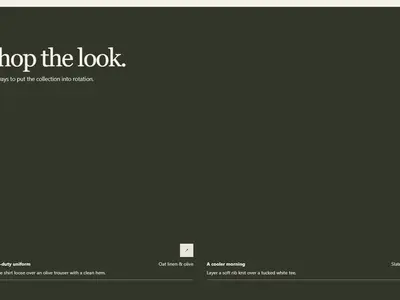 hop the look.
ays to put the collection into rotation.
-duty uniform
Oat linen & olive
shirt loose over an olive trouser with a clean hem.
A cooler morning
Layer a soft rib knit over a tucked white tee.